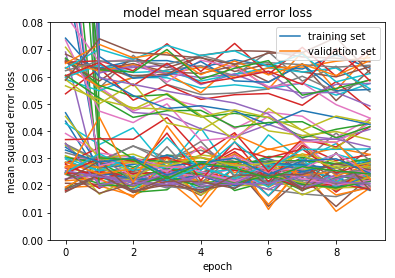 model mean squared error loss
0.08
0.07
0.06
0.05
0.04
0.03
0.02
0.01
0.00
mean squared error loss
training set
validation set
0 2 4 6 8
epoch